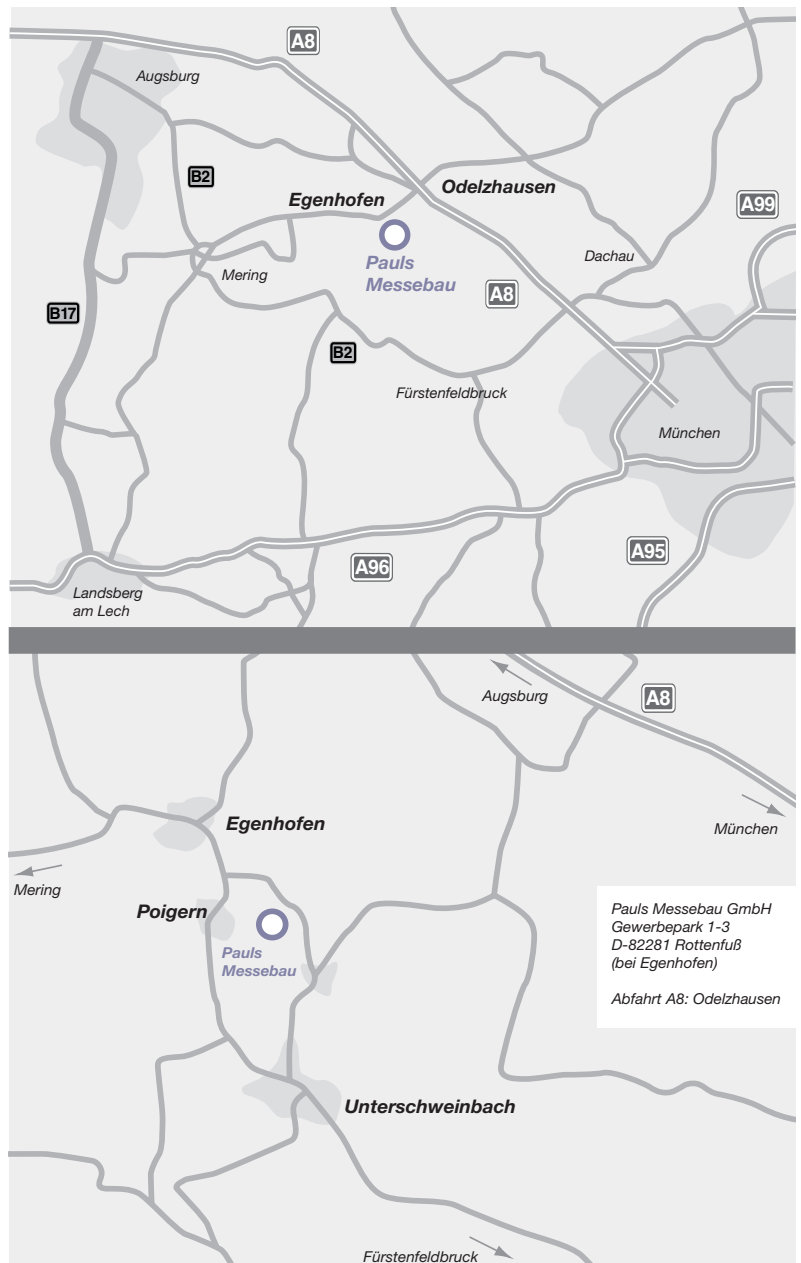 A8
Augsburg
B2
Egenhofen
Odelzhausen
A99
Pauls
Messebau
Dachau
Mering
A8
B17
B2
Fürstenfeldbruck
München
A96
A95
Landsberg
am Lech
Augsburg
A8
München
Egenhofen
Mering
Poigern
Pauls
Messebau
Pauls Messebau GmbH
Gewerbepark 1-3
D-82281 Rottenfuß
(bei Egenhofen)
Abfahrt A8: Odelzhausen
Unterschweinbach
Fürstenfeldbruck